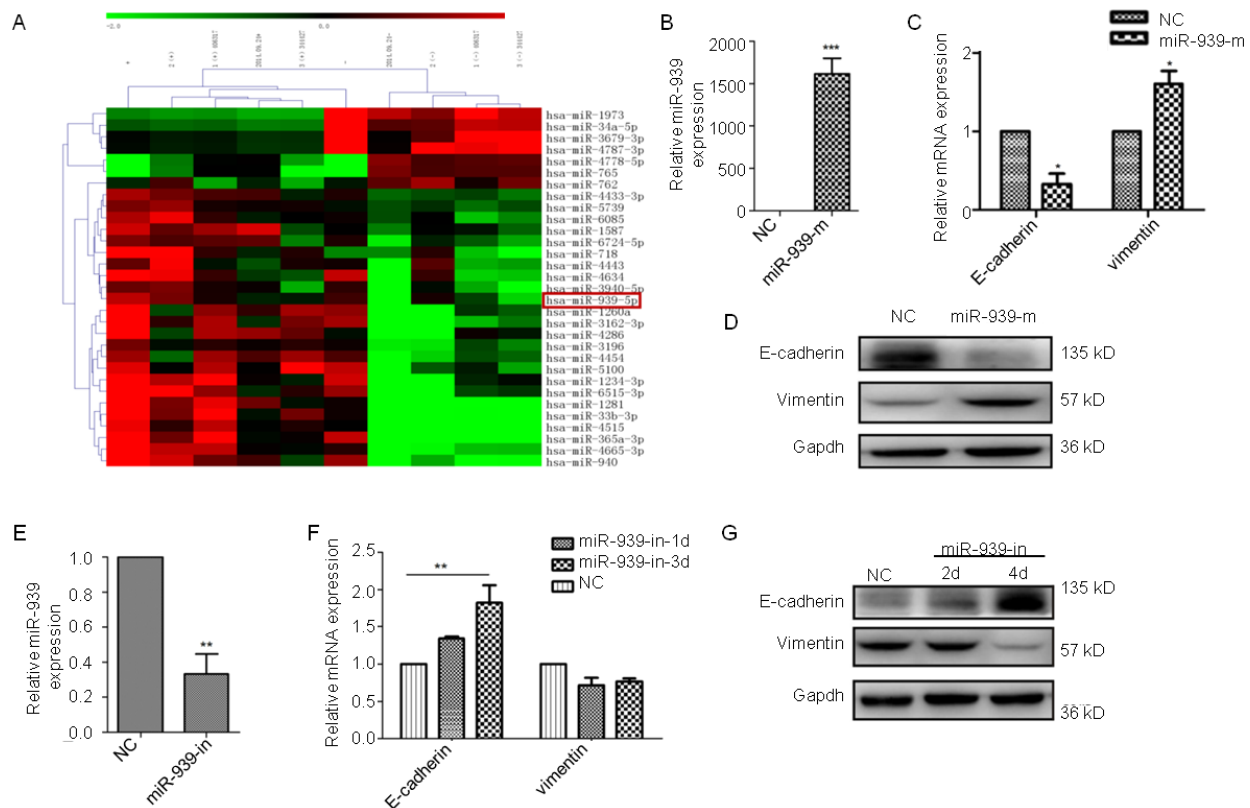 A
-2.0
0.0
2 (+)
3 (+) 311027
-
2 (-)
3 (-) 311027
hsa-miR-1973
hsa-miR-34a-5p
hsa-miR-3679-3p
hsa-miR-4787-3p
hsa-miR-4778-5p
hsa-miR-765
hsa-miR-762
hsa-miR-4433-3p
hsa-miR-5739
hsa-miR-6085
hsa-miR-1587
hsa-miR-6724-5p
hsa-miR-718
hsa-miR-4443
hsa-miR-4634
hsa-miR-3940-5p
hsa-miR-939-5p
hsa-miR-1260a
hsa-miR-3162-3p
hsa-miR-4286
hsa-miR-3196
hsa-miR-4454
hsa-miR-5100
hsa-miR-1234-3p
hsa-miR-6515-3p
hsa-miR-1281
hsa-miR-33b-3p
hsa-miR-4515
hsa-miR-365a-3p
hsa-miR-4665-3p
hsa-miR-940
B
Relative miR-939
expression
2000
1500
1000
500
0
***
NC
miR-939-m
C
NC
miR-939-m
Relative mRNA expression
2
1
0
*
*
E-cadherin
vimentin
D
NC miR-939-m
E-cadherin 135 kD
Vimentin 57 kD
Gapdh 36 kD
E
Relative miR-939
expression
1.0
0.8
0.6
0.4
0.2
0.0
**
NC
miR-939-in
F
miR-939-in-1d
miR-939-in-3d
NC
Relative mRNA expression
2.5
2.0
1.5
1.0
0.5
0.0
**
E-cadherin
vimentin
G
miR-939-in
NC 2d 4d
E-cadherin 135 kD
Vimentin 57 kD
Gapdh 36 kD